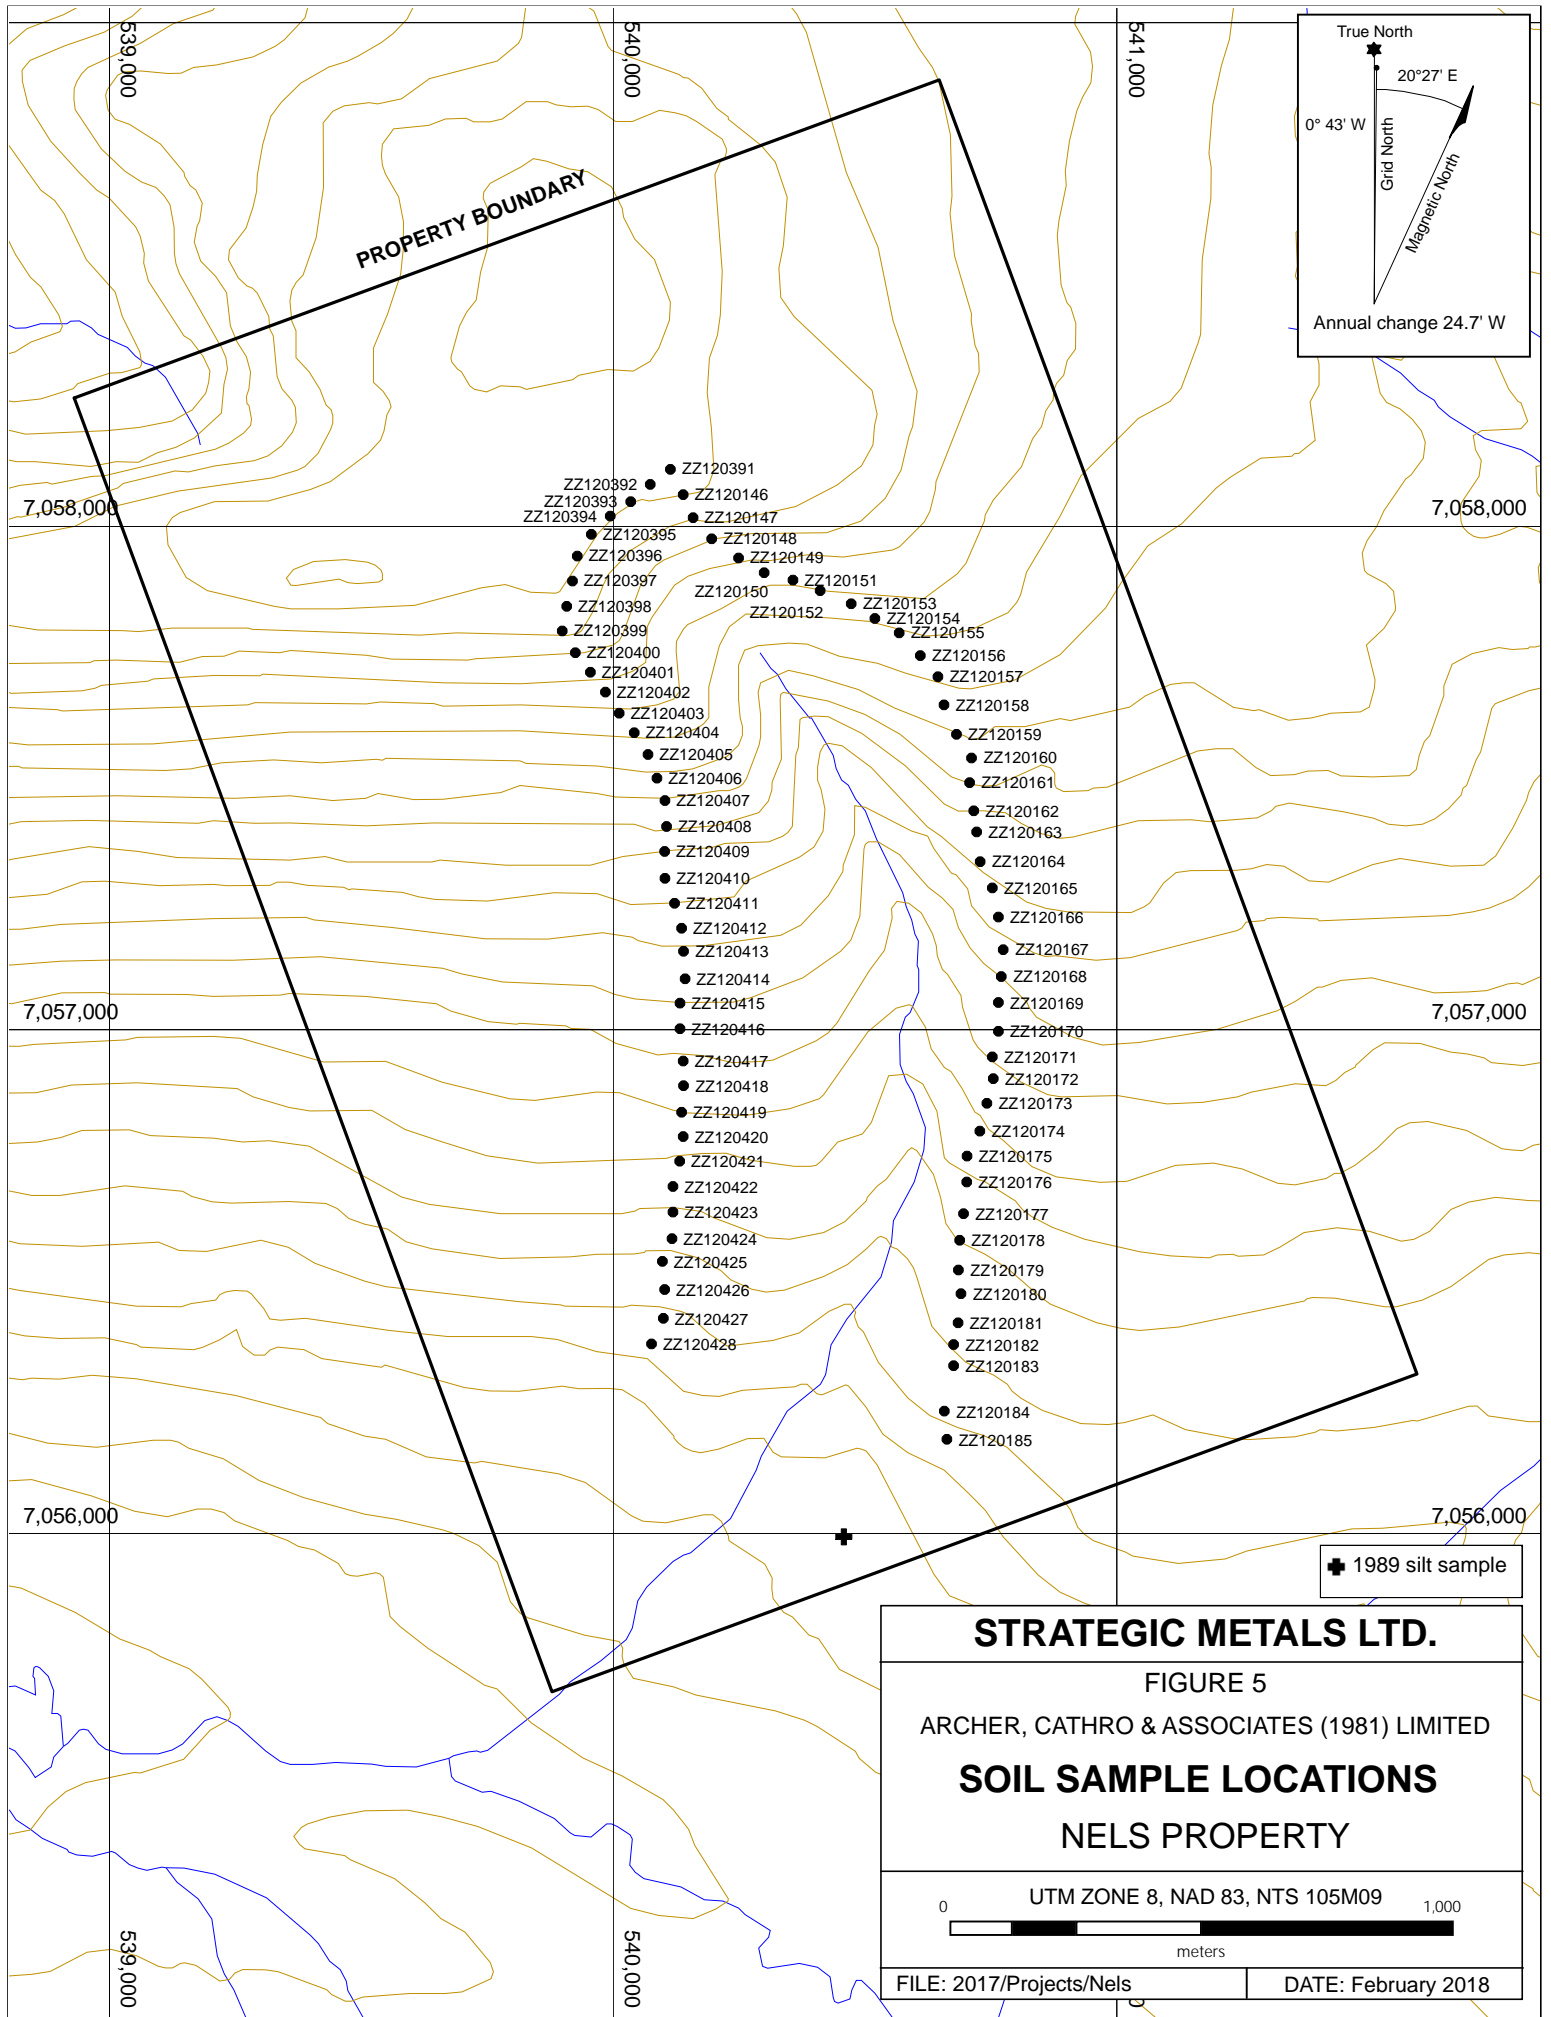 539,000
540,000
541,000
True North
20°27' E
0° 43' W
Grid North
Magnetic North
Annual change 24.7' W
PROPERTY BOUNDARY
ZZ120391
ZZ120392
ZZ120146
ZZ120393
7,058,000
ZZ120394
ZZ120147
7,058,000
ZZ120395
ZZ120148
ZZ120396
ZZ120149
ZZ120397
ZZ120151
ZZ120150
ZZ120398
ZZ120153
ZZ120152
ZZ120154
ZZ120399
ZZ120155
ZZ120400
ZZ120156
ZZ120401
ZZ120157
ZZ120402
ZZ120158
ZZ120403
ZZ120404
ZZ120159
ZZ120405
ZZ120160
ZZ120406
ZZ120161
ZZ120407
ZZ120162
ZZ120408
ZZ120163
ZZ120409
ZZ120164
ZZ120410
ZZ120165
ZZ120411
ZZ120166
ZZ120412
ZZ120413
ZZ120167
ZZ120414
ZZ120168
ZZ120415
ZZ120169
7,057,000
7,057,000
ZZ120416
ZZ120170
ZZ120417
ZZ120171
ZZ120418
ZZ120172
ZZ120419
ZZ120173
ZZ120420
ZZ120174
ZZ120421
ZZ120175
ZZ120422
ZZ120176
ZZ120423
ZZ120177
ZZ120424
ZZ120178
ZZ120425
ZZ120179
ZZ120426
ZZ120180
ZZ120427
ZZ120181
ZZ120428
ZZ120182
ZZ120183
ZZ120184
ZZ120185
7,056,000
7,056,000
1989 silt sample
STRATEGIC METALS LTD.
FIGURE 5
ARCHER, CATHRO & ASSOCIATES (1981) LIMITED
SOIL SAMPLE LOCATIONS
NELS PROPERTY
UTM ZONE 8, NAD 83, NTS 105M09
0
1,000
meters
FILE: 2017/Projects/Nels
DATE: February 2018
539,000
540,000